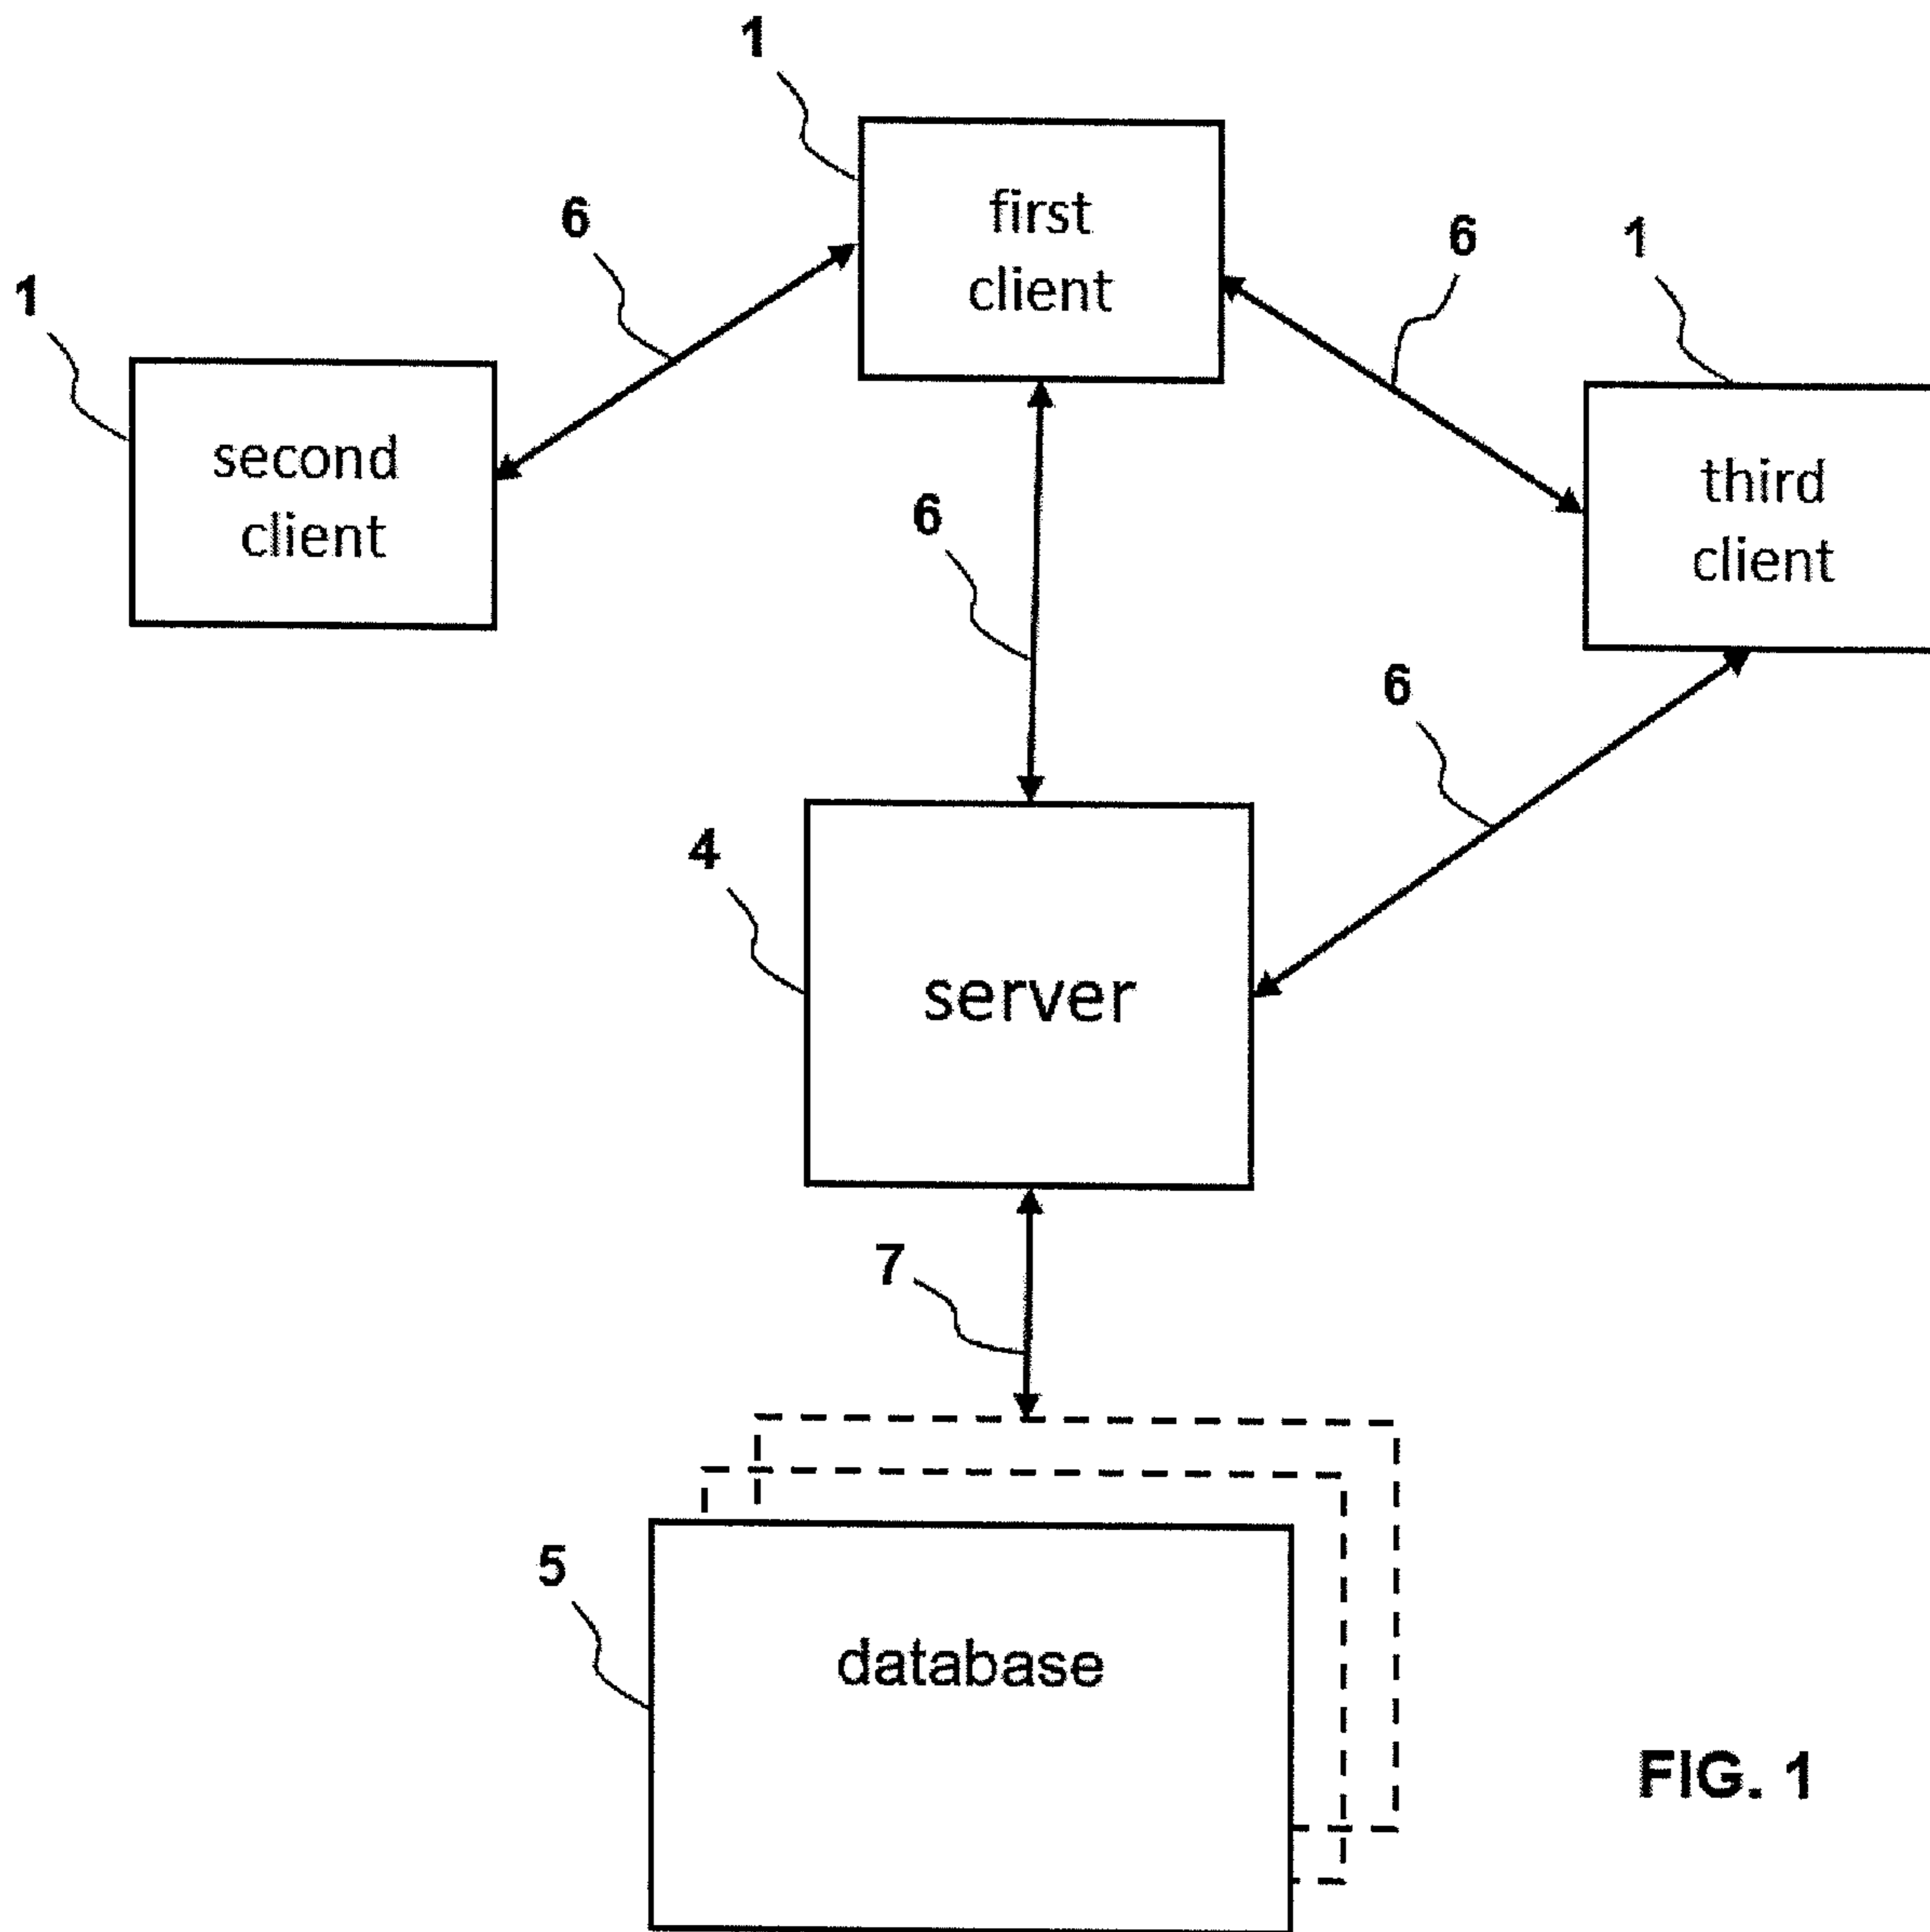 1
first
client
6
6
1
1
second
client
third
client
6
6
4
server
7
5
database
FIG. 1